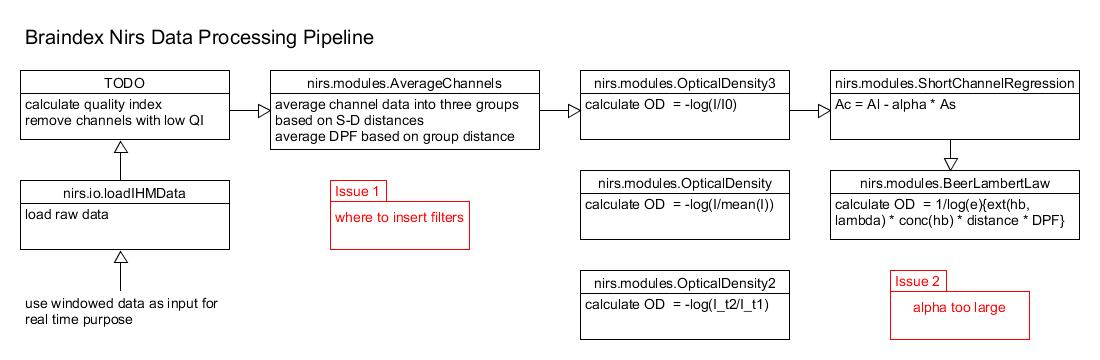 Braindex Nirs Data Processing Pipeline
TODO
calculate quality index
remove channels with low QI
nirs.modules.AverageChannels
average channel data into three groups
based on S-D distances
average DPF based on group distance
nirs.modules.OpticalDensity3
calculate OD = -log(I/I0)
nirs.modules.ShortChannelRegression
Ac = Al - alpha * As
nirs.io.loadIHMData
load raw data
Issue 1
where to insert filters
nirs.modules.OpticalDensity
calculate OD = -log(I/mean(I))
nirs.modules.BeerLambertLaw
calculate OD = 1/log(e){ext(hb,
lambda) * conc(hb) * distance * DPF}
use windowed data as input for
real time purpose
nirs.modules.OpticalDensity2
calculate OD = -log(I_t2/I_t1)
Issue 2
alpha too large